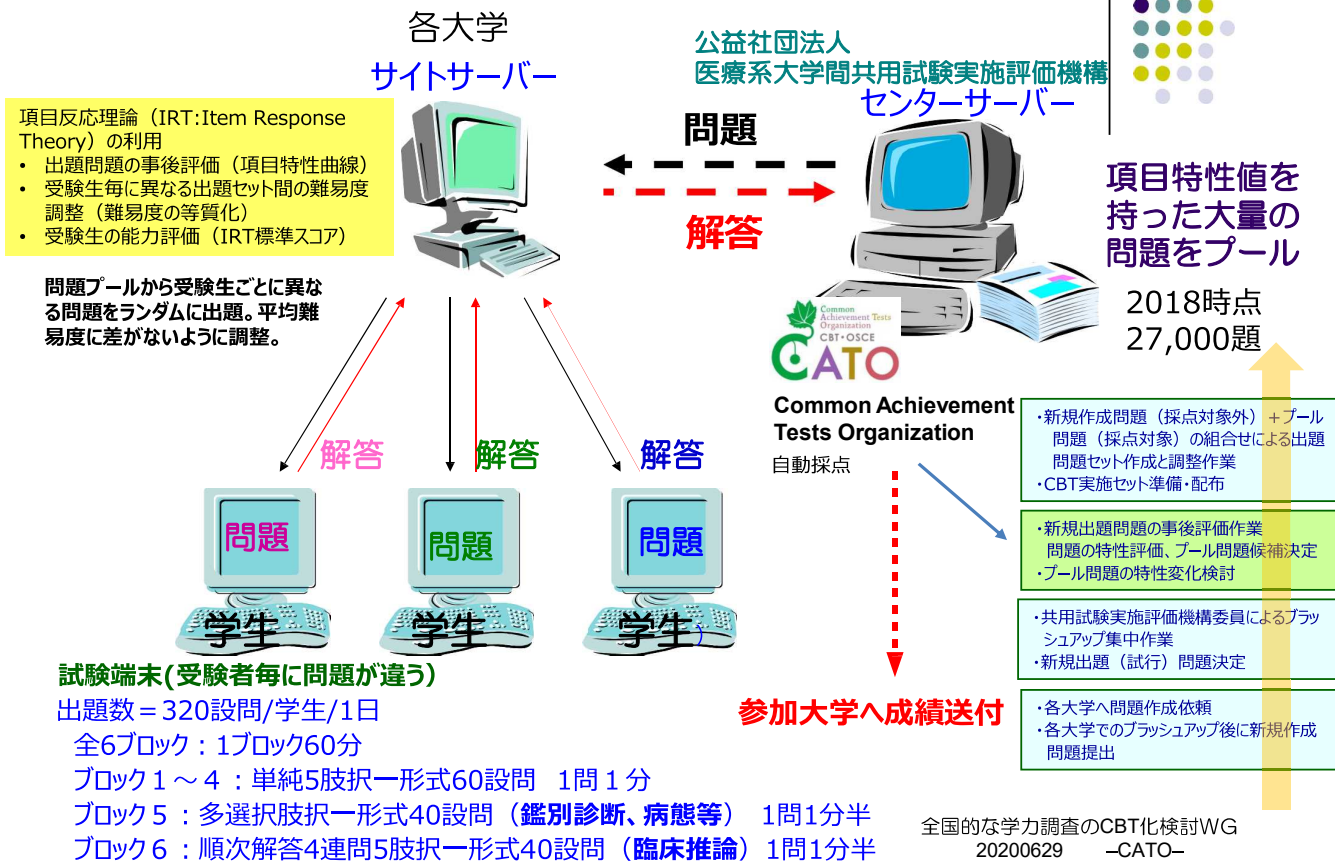 各大学
サイトサーバー
公益社団法人
医療系大学間共用試験実施評価機構
センターサーバー
項目反応理論（IRT:Item Response
Theory）の利用
• 出題問題の事後評価（項目特性曲線）
• 受験生毎に異なる出題セット間の難易度
調整（難易度の等質化）
• 受験生の能力評価（IRT標準スコア）
問題
解答
項目特性値を
持った大量の
問題をプール
2018時点
27,000題
問題プールから受験生ごとに異な
る問題をランダムに出題。平均難
易度に差がないように調整。
Common
Achievement Tests
Organization
CBT・OSCE
CATO
Common Achievement
Tests Organization
自動採点
解答
解答
解答
問題
問題
問題
学生
学生
学生）
・新規作成問題（採点対象外）＋プール
問題（採点対象）の組合せによる出題
問題セット作成と調整作業
・CBT実施セット準備・配布
・新規出題問題の事後評価作業
問題の特性評価、プール問題候補決定
・プール問題の特性変化検討
・共用試験実施評価機構委員によるブラッ
シュアップ集中作業
・新規出題（試行）問題決定
・各大学へ問題作成依頼
・各大学でのブラッシュアップ後に新規作成
問題提出
参加大学へ成績送付
試験端末(受験者毎に問題が違う）
出題数＝320設問/学生/1日
全6ブロック：1ブロック60分
ブロック１～４：単純5肢択一形式60設問 1問１分
ブロック５：多選択肢択一形式40設問（鑑別診断、病態等） 1問1分半
ブロック６：順次解答4連問5肢択一形式40設問（臨床推論）1問1分半
全国的な学力調査のCBT化検討WG
20200629 –CATO–